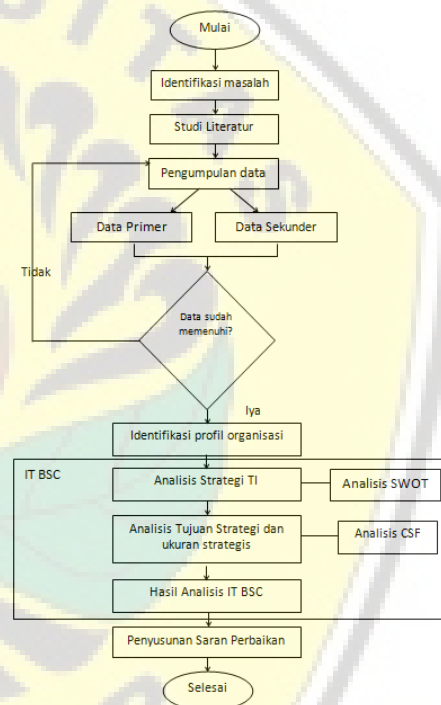 Mulai
Identifikasi masalah
Studi Literatur
Pengumpulan data
Data Primer
Data Sekunder
Tidak
Data sudah
memenuhi?
Iya
Identifikasi profil organisasi
IT BSC
Analisis Strategi TI
Analisis SWOT
Analisis Tujuan Strategi dan
ukuran strategis
Analisis CSF
Hasil Analisis IT BSC
Penyusunan Saran Perbaikan
Selesai